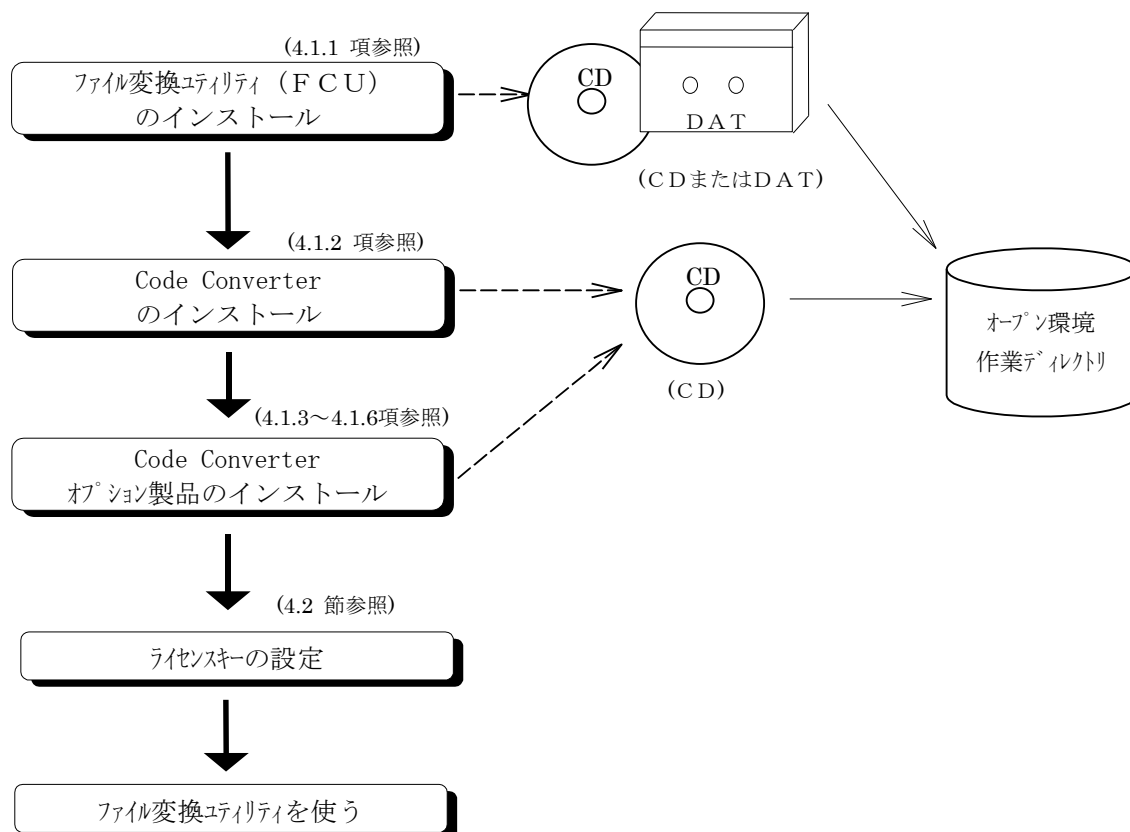 (4.1.1 項参照)
ﾌｧｲﾙ変換ﾕﾃｨﾘﾃｨ（ＦＣＵ）
のインストール
CD
DAT
(ＣＤまたはＤＡＴ)
(4.1.2 項参照)
Code Converter
のインストール
CD
(ＣＤ)
ｵｰﾌﾟﾝ環境
作業ﾃﾞｨﾚｸﾄﾘ
(4.1.3～4.1.6項参照)
Code Converter
ｵﾌﾟｼｮﾝ製品のインストール
(4.2 節参照)
ﾗｲｾﾝｽｷｰの設定
ﾌｧｲﾙ変換ﾕﾃｨﾘﾃｨを使う